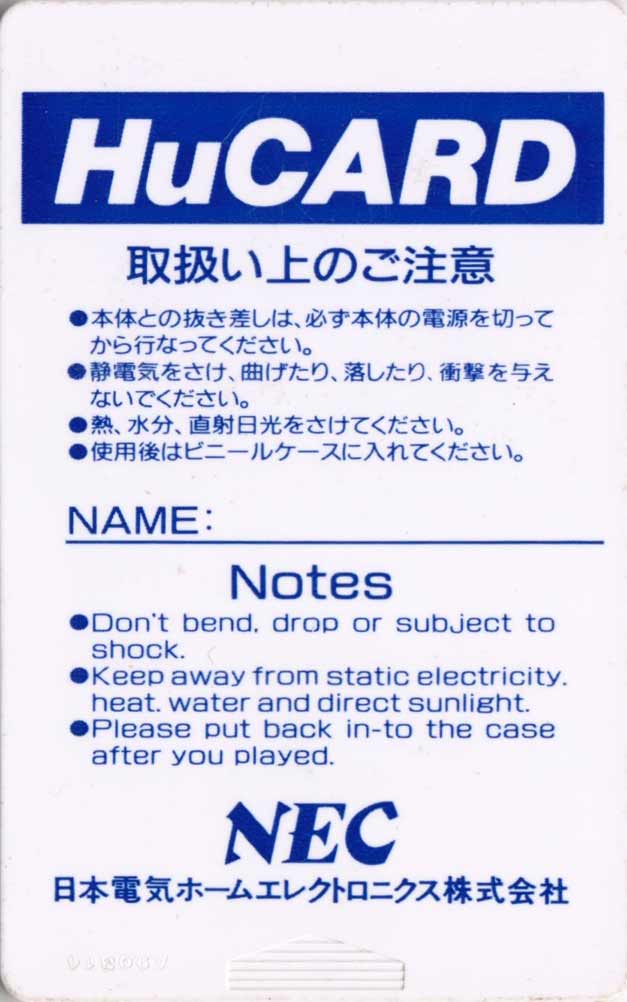 HuCARD
取扱い上のご注意
●本体との抜き差しは、必ず本体の電源を切って
から行なってください。
●静電気をさけ、曲げたり、落したり、衝撃を与え
ないでください。
●熱、水分、直射日光をさけてください。
●使用後はビニールケースに入れてください。
NAME:
Notes
●Don't bend, drop or subject to
shock.
●Keep away from static electricity.
heat. water and direct sunlight.
●Please put back in-to the case
after you played.
NEC
日本電気ホームエレクトロニクス株式会社